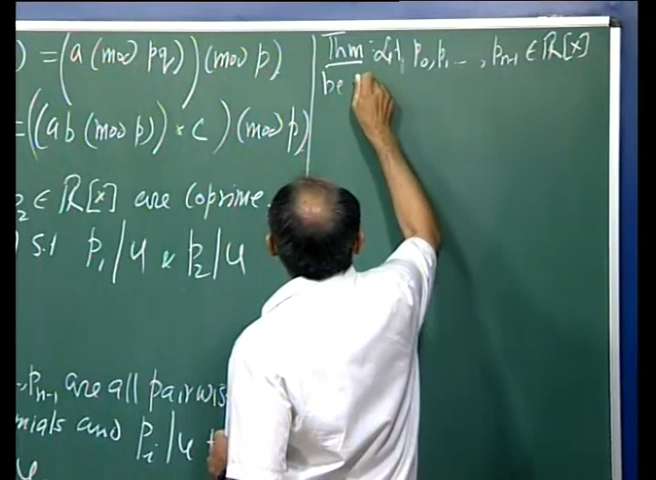 ) = (a (mod pq)) (mod p)
= ((ab (mod p)) * c) (mod p)
p2 ∈ ℝ[x] are coprime.
s.t p1/u & p2/u
, pn-1 are all pairwis
mials and pi/u
u
Thm: Let p0, p1 ..., pn-1 ∈ ℝ[x]
be